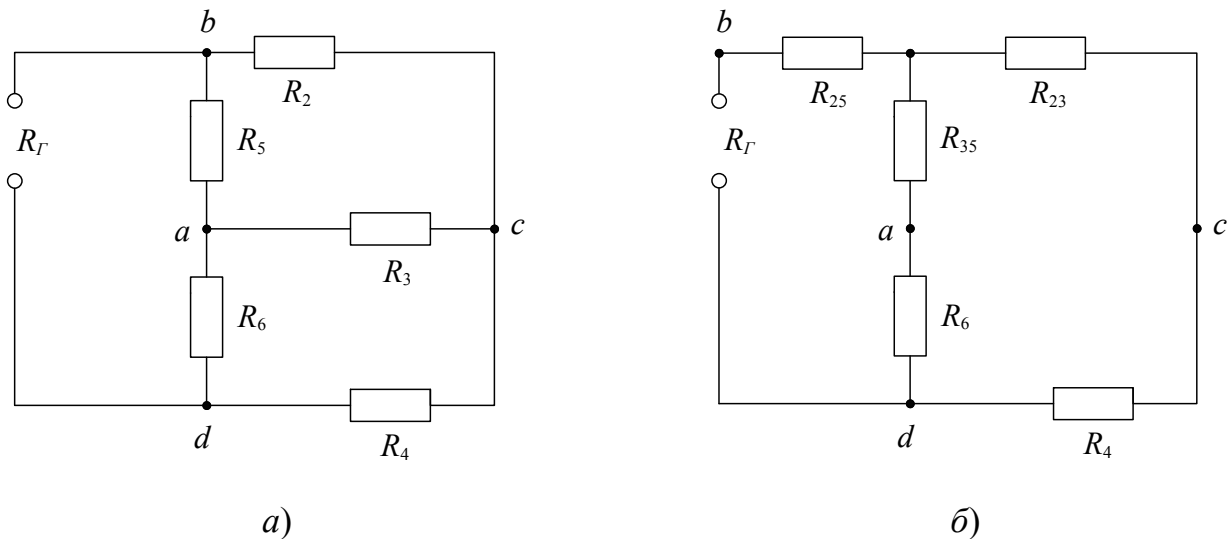 b
R₂
R_Г
R₅
a
c
R₃
R₆
d
R₄
а)
b
R₂₅
R₂₃
R_Г
R₃₅
a
c
R₆
d
R₄
б)